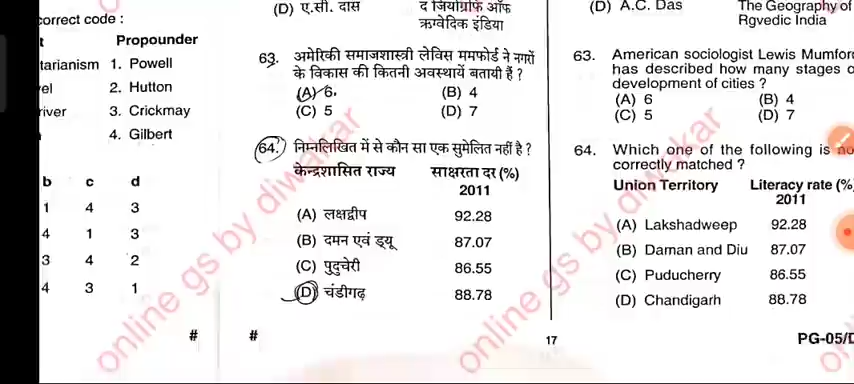 correct code :
Propounder
tarianism 1. Powell
2. Hutton
river 3. Crickmay
4. Gilbert
b c d
1 4 3
4 1 3
3 4 2
4 3 1
#
(D) ए.सी. दास द जियोग्राफि ऑफ
ऋग्वेदिक इंडिया
63. अमेरिकी समाजशास्त्री लेविस ममफोर्ड ने नगरों
के विकास की कितनी अवस्थायें बतायी हैं ?
(A) 6 (B) 4
(C) 5 (D) 7
64. निम्नलिखित में से कौन सा एक सुमेलित नहीं है ?
केन्द्रशासित राज्य साक्षरता दर (%)
2011
(A) लक्षद्वीप 92.28
(B) दमन एवं ड्यू 87.07
(C) पुदुचेरी 86.55
(D) चंडीगढ़ 88.78
#
17
(D) A.C. Das The Geography of
Rgvedic India
63. American sociologist Lewis Mumford
has described how many stages o
development of cities ?
(A) 6 (B) 4
(C) 5 (D) 7
64. Which one of the following is no
correctly matched ?
Union Territory Literacy rate (%
2011
(A) Lakshadweep 92.28
(B) Daman and Diu 87.07
(C) Puducherry 86.55
(D) Chandigarh 88.78
PG-05/D
online gs by diwakar
online gs by diwakar